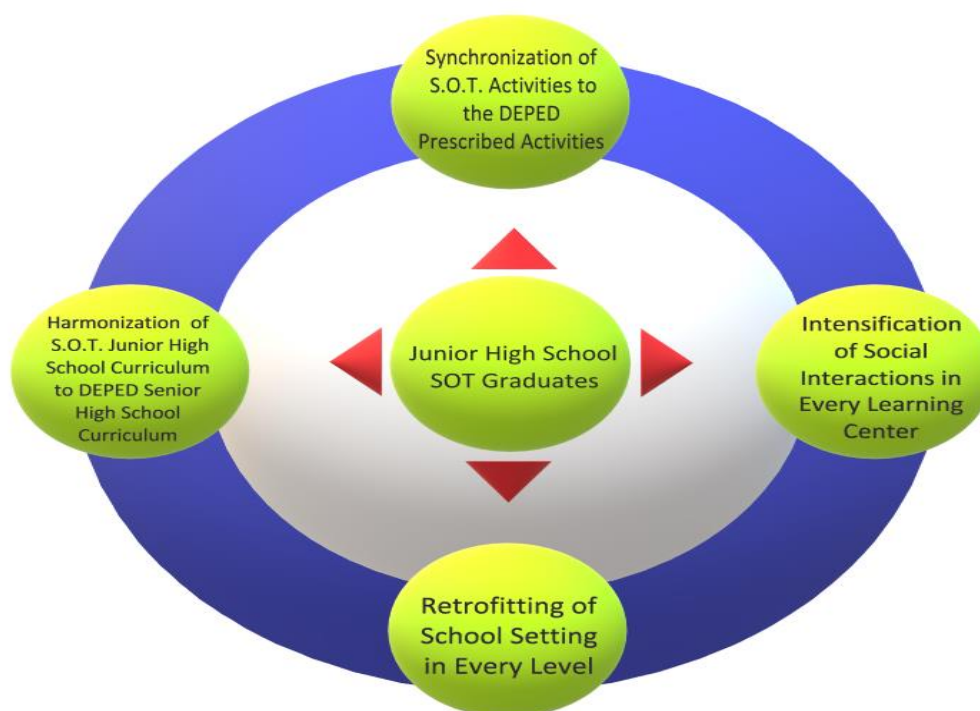 Synchronization of
S.O.T. Activities to
the DEPED
Prescribed Activities
Harmonization of
S.O.T. Junior High
School Curriculum
to DEPED Senior
High School
Curriculum
Junior High School
SOT Graduates
Intensification
of Social
Interactions in
Every Learning
Center
Retrofitting of
School Setting
in Every Level